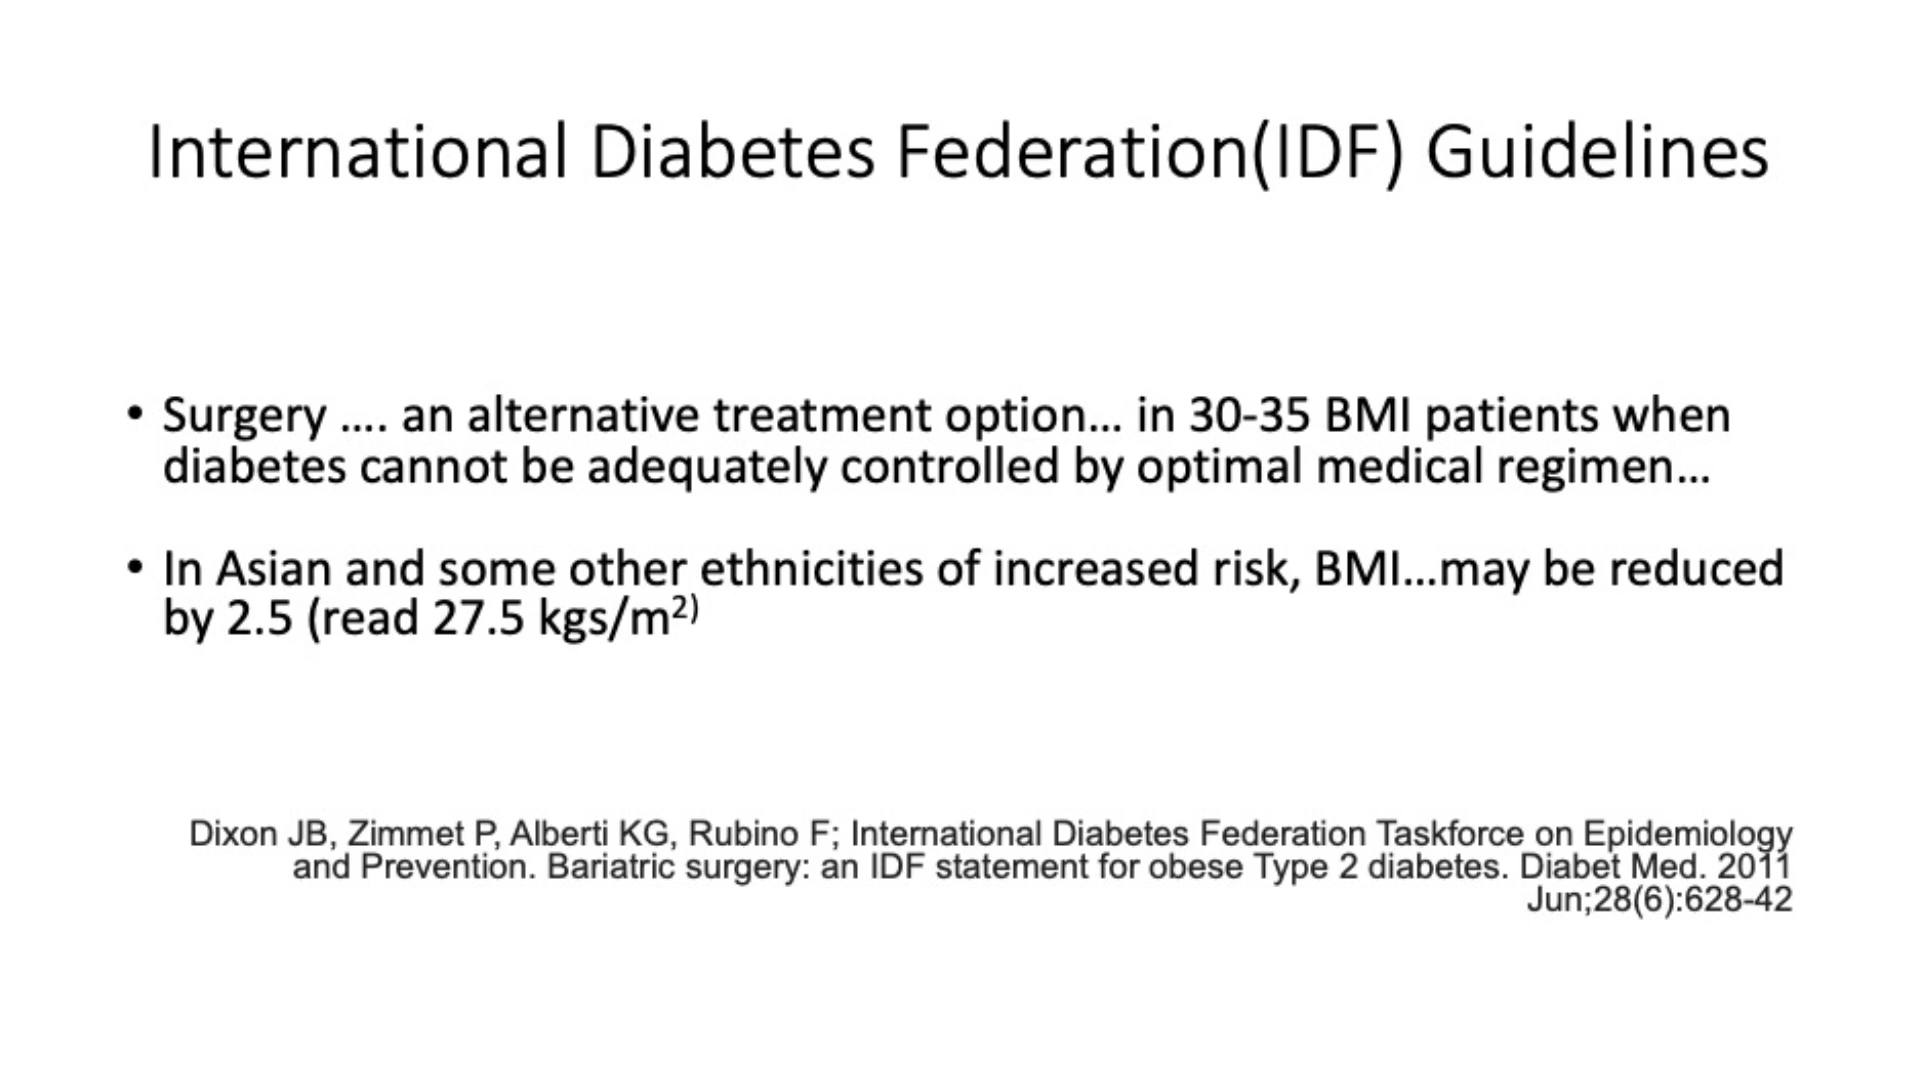 International Diabetes Federation(IDF) Guidelines
• Surgery .... an alternative treatment option... in 30-35 BMI patients when
diabetes cannot be adequately controlled by optimal medical regimen...
• In Asian and some other ethnicities of increased risk, BMI...may be reduced
by 2.5 (read 27.5 kgs/m²⁾
Dixon JB, Zimmet P, Alberti KG, Rubino F; International Diabetes Federation Taskforce on Epidemiology
and Prevention. Bariatric surgery: an IDF statement for obese Type 2 diabetes. Diabet Med. 2011
Jun;28(6):628-42